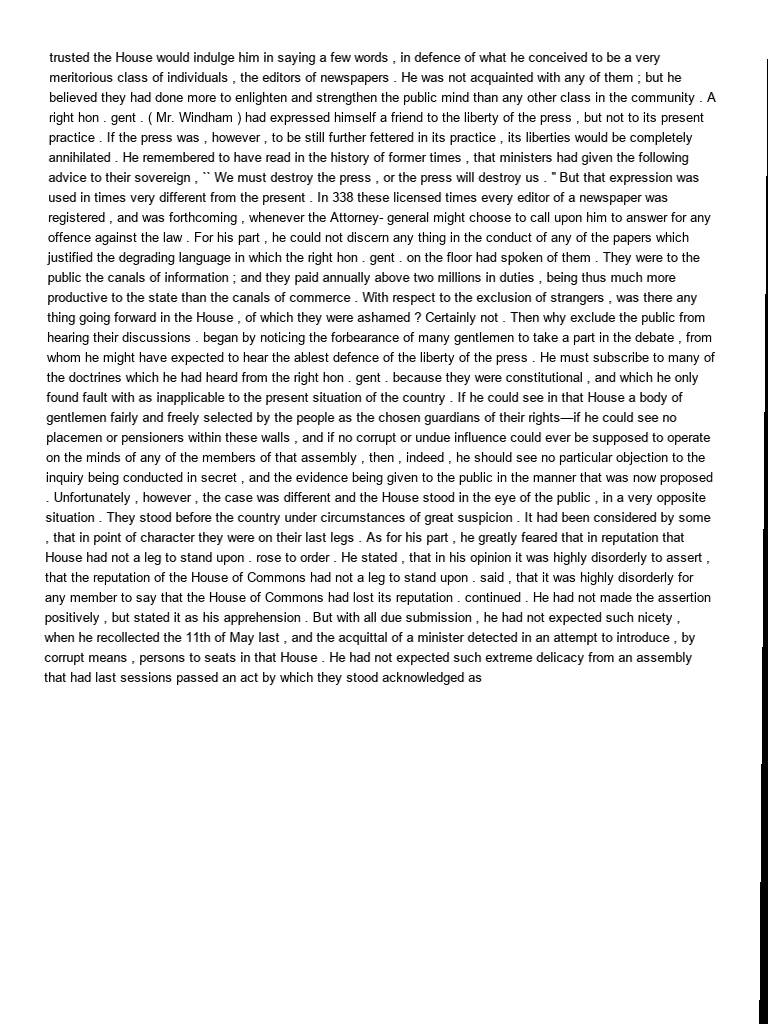 trusted the House would indulge him in saying a few words , in defence of what he conceived to be a very
meritorious class of individuals , the editors of newspapers . He was not acquainted with any of them ; but he
believed they had done more to enlighten and strengthen the public mind than any other class in the community . A
right hon . gent . ( Mr. Windham ) had expressed himself a friend to the liberty of the press , but not to its present
practice . If the press was , however , to be still further fettered in its practice , its liberties would be completely
annihilated . He remembered to have read in the history of former times , that ministers had given the following
advice to their sovereign , `` We must destroy the press , or the press will destroy us . '' But that expression was
used in times very different from the present . In 338 these licensed times every editor of a newspaper was
registered , and was forthcoming , whenever the Attorney- general might choose to call upon him to answer for any
offence against the law . For his part , he could not discern any thing in the conduct of any of the papers which
justified the degrading language in which the right hon . gent . on the floor had spoken of them . They were to the
public the canals of information ; and they paid annually above two millions in duties , being thus much more
productive to the state than the canals of commerce . With respect to the exclusion of strangers , was there any
thing going forward in the House , of which they were ashamed ? Certainly not . Then why exclude the public from
hearing their discussions . began by noticing the forbearance of many gentlemen to take a part in the debate , from
whom he might have expected to hear the ablest defence of the liberty of the press . He must subscribe to many of
the doctrines which he had heard from the right hon . gent . because they were constitutional , and which he only
found fault with as inapplicable to the present situation of the country . If he could see in that House a body of
gentlemen fairly and freely selected by the people as the chosen guardians of their rights—if he could see no
placemen or pensioners within these walls , and if no corrupt or undue influence could ever be supposed to operate
on the minds of any of the members of that assembly , then , indeed , he should see no particular objection to the
inquiry being conducted in secret , and the evidence being given to the public in the manner that was now proposed
. Unfortunately , however , the case was different and the House stood in the eye of the public , in a very opposite
situation . They stood before the country under circumstances of great suspicion . It had been considered by some
, that in point of character they were on their last legs . As for his part , he greatly feared that in reputation that
House had not a leg to stand upon . rose to order . He stated , that in his opinion it was highly disorderly to assert ,
that the reputation of the House of Commons had not a leg to stand upon . said , that it was highly disorderly for
any member to say that the House of Commons had lost its reputation . continued . He had not made the assertion
positively , but stated it as his apprehension . But with all due submission , he had not expected such nicety ,
when he recollected the 11th of May last , and the acquittal of a minister detected in an attempt to introduce , by
corrupt means , persons to seats in that House . He had not expected such extreme delicacy from an assembly
that had last sessions passed an act by which they stood acknowledged as